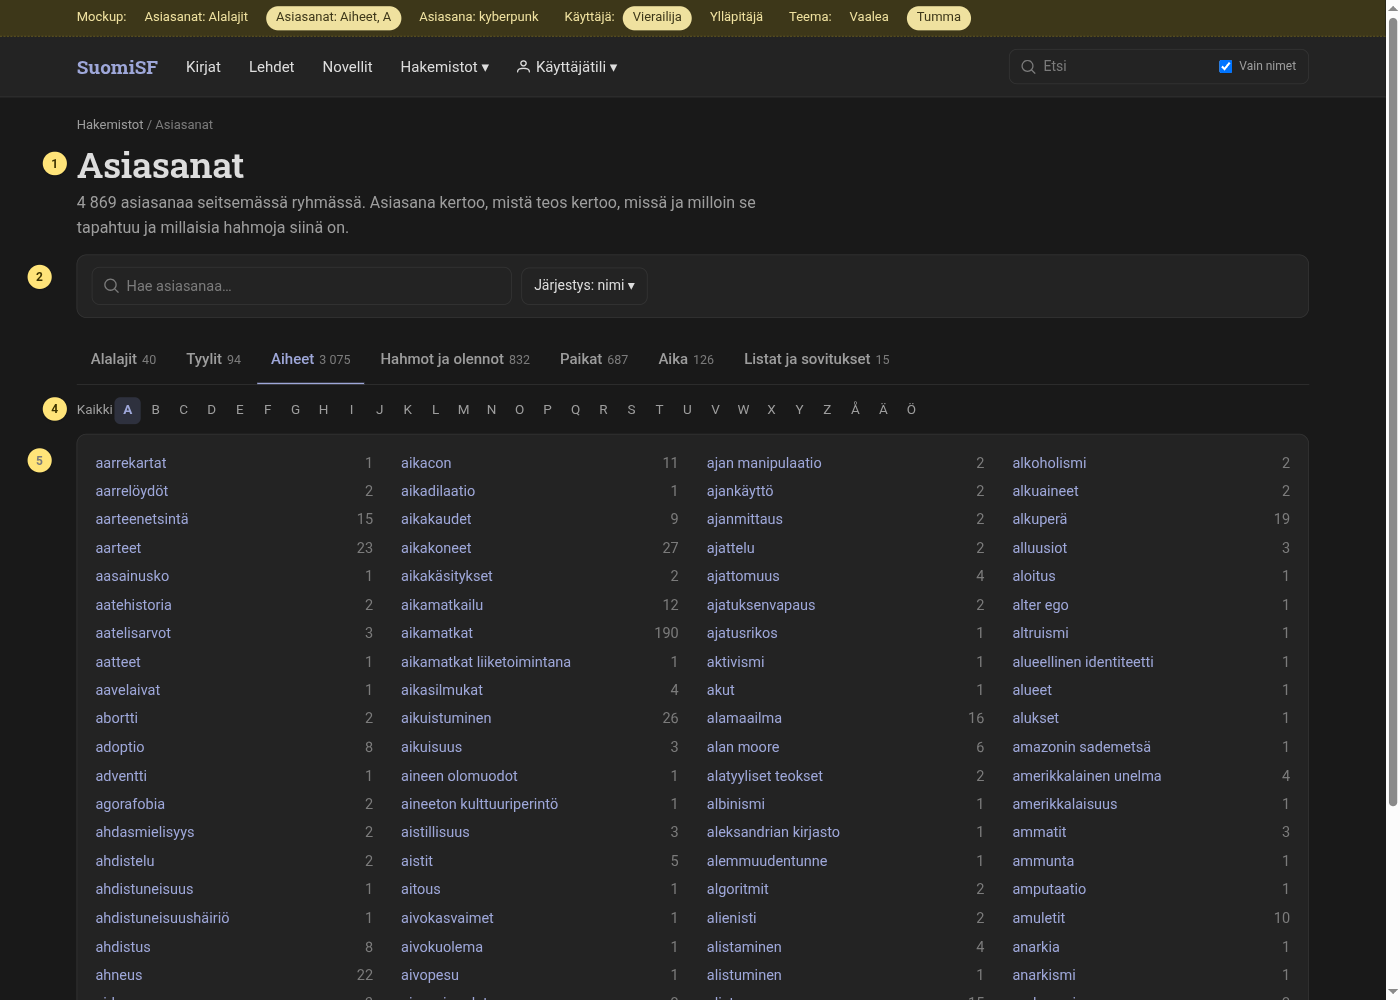 Mockup: Asiasanat: Alalajit Asiasanat: Aiheet, A Asiasana: kyberpunk Käyttäjä: Vierailija Ylläpitäjä Teema: Vaalea Tumma
SuomiSF Kirjat Lehdet Novellit Hakemistot ▾ Käyttäjätili ▾ Etsi Vain nimet
Hakemistot / Asiasanat
1 Asiasanat
4 869 asiasanaa seitsemässä ryhmässä. Asiasana kertoo, mistä teos kertoo, missä ja milloin se
tapahtuu ja millaisia hahmoja siinä on.
2 Hae asiasanaa... Järjestys: nimi ▾
Alalajit 40 Tyylit 94 Aiheet 3 075 Hahmot ja olennot 832 Paikat 687 Aika 126 Listat ja sovitukset 15
4 Kaikki A B C D E F G H I J K L M N O P Q R S T U V W X Y Z Å Ä Ö
5
aarrekartat 1 aikacon 11 ajan manipulaatio 2 alkoholismi 2
aarrelöydöt 2 aikadilaatio 1 ajankäyttö 2 alkuaineet 2
aarteenetsintä 15 aikakaudet 9 ajanmittaus 2 alkuperä 19
aarteet 23 aikakoneet 27 ajattelu 2 alluusiot 3
aasainusko 1 aikakäsitykset 2 ajattomuus 4 aloitus 1
aatehistoria 2 aikamatkailu 12 ajatuksenvapaus 2 alter ego 1
aatelisarvot 3 aikamatkat 190 ajatusrikos 1 altruismi 1
aatteet 1 aikamatkat liiketoimintana 1 aktivismi 1 alueellinen identiteetti 1
aavelaivat 1 aikasilmukat 4 akut 1 alueet 1
abortti 2 aikuistuminen 26 alamaailma 16 alukset 1
adoptio 8 aikuisuus 3 alan moore 6 amazonin sademetsä 1
adventti 1 aineen olomuodot 1 alatyyliset teokset 2 amerikkalainen unelma 4
agorafobia 2 aineeton kulttuuriperintö 1 albinismi 1 amerikkalaisuus 1
ahdasmielisyys 2 aistillisuus 3 aleksandrian kirjasto 1 ammatit 3
ahdistelu 2 aistit 5 alemmuudentunne 1 ammunta 1
ahdistuneisuus 1 aitous 1 algoritmit 2 amputaatio 1
ahdistuneisuushäiriö 1 aivokasvaimet 1 alienisti 2 amuletit 10
ahdistus 8 aivokuolema 1 alistaminen 4 anarkia 1
ahneus 22 aivopesu 1 alistuminen 1 anarkismi 1